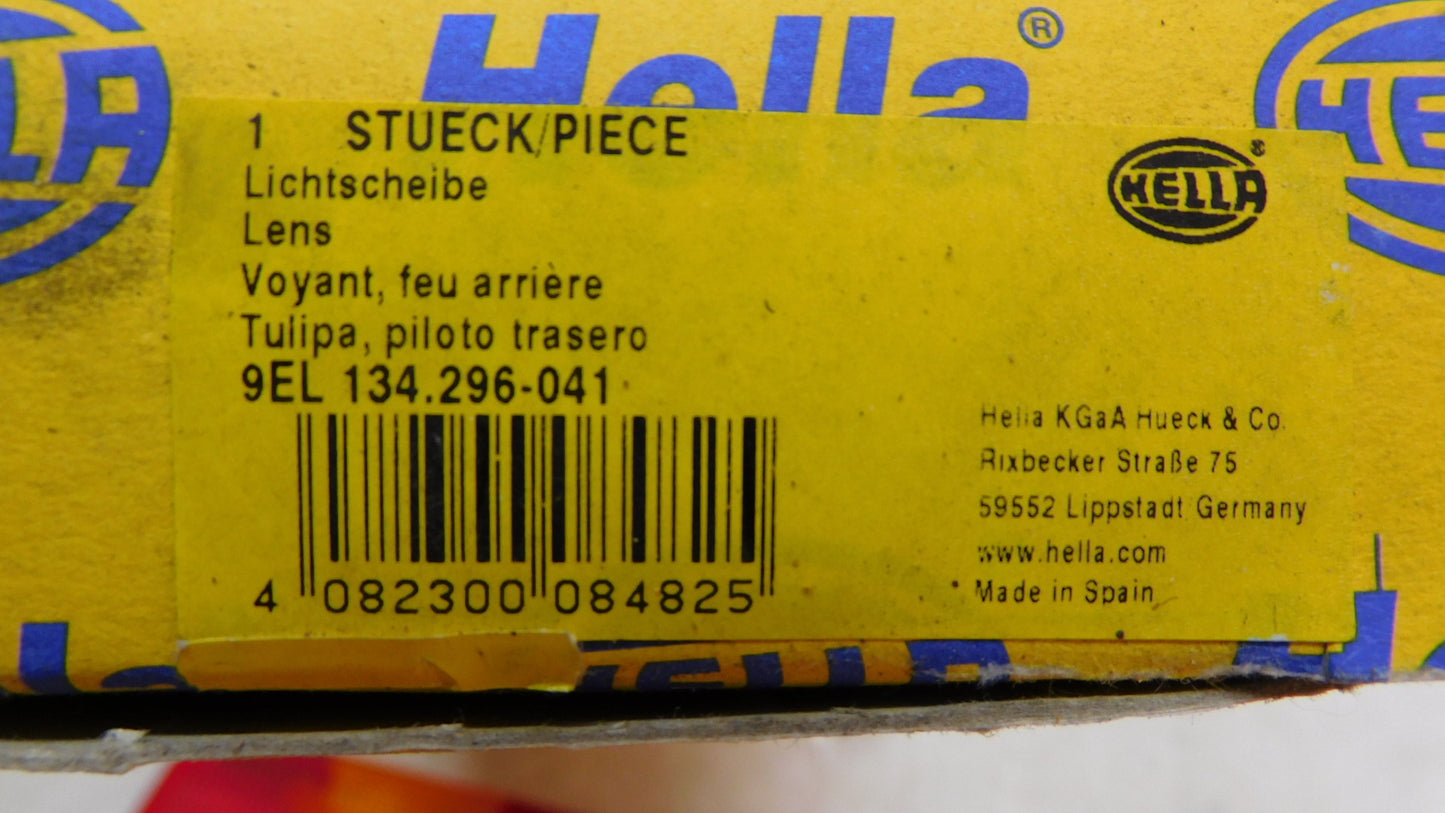 Hella®
HELLA
1 STUECK/PIECE
Lichtscheibe
Lens
Voyant, feu arrière
Tulipa, piloto trasero
9EL 134.296-041
4 082300 084825
HELLA®
Hella KGaA Hueck & Co.
Rixbecker Straße 75
59552 Lippstadt Germany
www.hella.com
Made in Spain